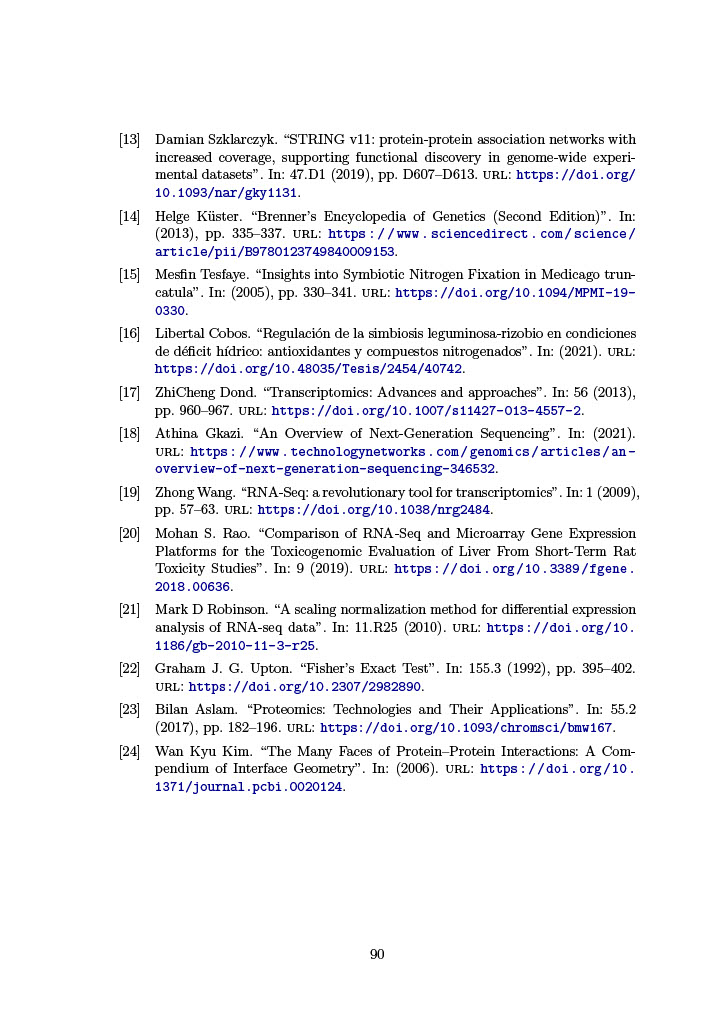 [13] Damian Szklarczyk. “STRING v11: protein-protein association networks with
increased coverage, supporting functional discovery in genome-wide experi-
mental datasets”. In: 47.D1 (2019), pp. D607–D613. URL: https://doi.org/
10.1093/nar/gky1131.
[14] Helge Küster. “Brenner’s Encyclopedia of Genetics (Second Edition)”. In:
(2013), pp. 335–337. URL: https://www.sciencedirect.com/science/
article/pii/B9780123749840009153.
[15] Mesfin Tesfaye. “Insights into Symbiotic Nitrogen Fixation in Medicago trun-
catula”. In: (2005), pp. 330–341. URL: https://doi.org/10.1094/MPMI-19-
0330.
[16] Libertal Cobos. “Regulación de la simbiosis leguminosa-rizobio en condiciones
de déficit hídrico: antioxidantes y compuestos nitrogenados”. In: (2021). URL:
https://doi.org/10.48035/Tesis/2454/40742.
[17] ZhiCheng Dond. “Transcriptomics: Advances and approaches”. In: 56 (2013),
pp. 960–967. URL: https://doi.org/10.1007/s11427-013-4557-2.
[18] Athina Gkazi. “An Overview of Next-Generation Sequencing”. In: (2021).
URL: https://www.technologynetworks.com/genomics/articles/an-
overview-of-next-generation-sequencing-346532.
[19] Zhong Wang. “RNA-Seq: a revolutionary tool for transcriptomics”. In: 1 (2009),
pp. 57–63. URL: https://doi.org/10.1038/nrg2484.
[20] Mohan S. Rao. “Comparison of RNA-Seq and Microarray Gene Expression
Platforms for the Toxicogenomic Evaluation of Liver From Short-Term Rat
Toxicity Studies”. In: 9 (2019). URL: https://doi.org/10.3389/fgene.
2018.00636.
[21] Mark D Robinson. “A scaling normalization method for differential expression
analysis of RNA-seq data”. In: 11.R25 (2010). URL: https://doi.org/10.
1186/gb-2010-11-3-r25.
[22] Graham J. G. Upton. “Fisher’s Exact Test”. In: 155.3 (1992), pp. 395–402.
URL: https://doi.org/10.2307/2982890.
[23] Bilan Aslam. “Proteomics: Technologies and Their Applications”. In: 55.2
(2017), pp. 182–196. URL: https://doi.org/10.1093/chromsci/bmw167.
[24] Wan Kyu Kim. “The Many Faces of Protein–Protein Interactions: A Com-
pendium of Interface Geometry”. In: (2006). URL: https://doi.org/10.
1371/journal.pcbi.0020124.
90